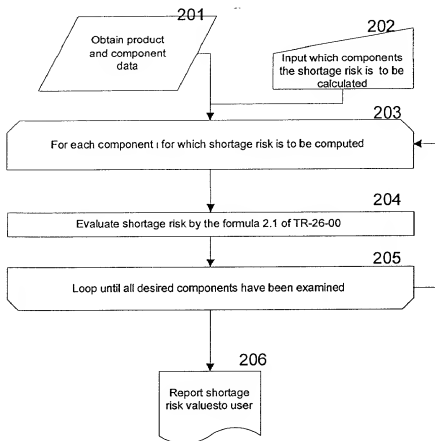 201
Obtain product
and component
data
202
Input which components
the shortage risk is to be
calculated
203
For each component i for which shortage risk is to be computed
204
Evaluate shortage risk by the formula 2.1 of TR-26-00
205
Loop until all desired components have been examined
206
Report shortage
risk valuesto user